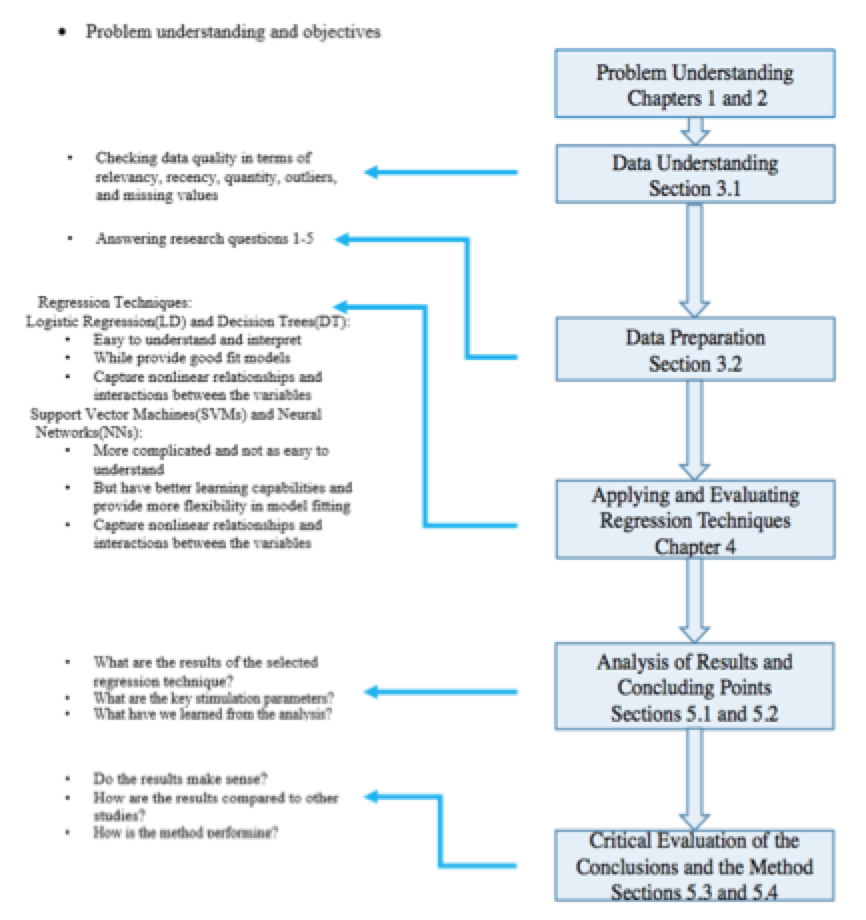 • Problem understanding and objectives
Problem Understanding
Chapters 1 and 2
• Checking data quality in terms of
relevancy, recency, quantity, outliers,
and missing values
Data Understanding
Section 3.1
• Answering research questions 1-5
Data Preparation
Section 3.2
Regression Techniques:
Logistic Regression(LD) and Decision Trees(DT):
• Easy to understand and interpret
• While provide good fit models
• Capture nonlinear relationships and
interactions between the variables
Support Vector Machines(SVMs) and Neural
Networks(NNs):
• More complicated and not as easy to
understand
• But have better learning capabilities and
provide more flexibility in model fitting
• Capture nonlinear relationships and
interactions between the variables
Applying and Evaluating
Regression Techniques
Chapter 4
• What are the results of the selected
regression technique?
• What are the key stimulation parameters?
• What have we learned from the analysis?
Analysis of Results and
Concluding Points
Sections 5.1 and 5.2
• Do the results make sense?
• How are the results compared to other
studies?
• How is the method performing?
Critical Evaluation of the
Conclusions and the Method
Sections 5.3 and 5.4